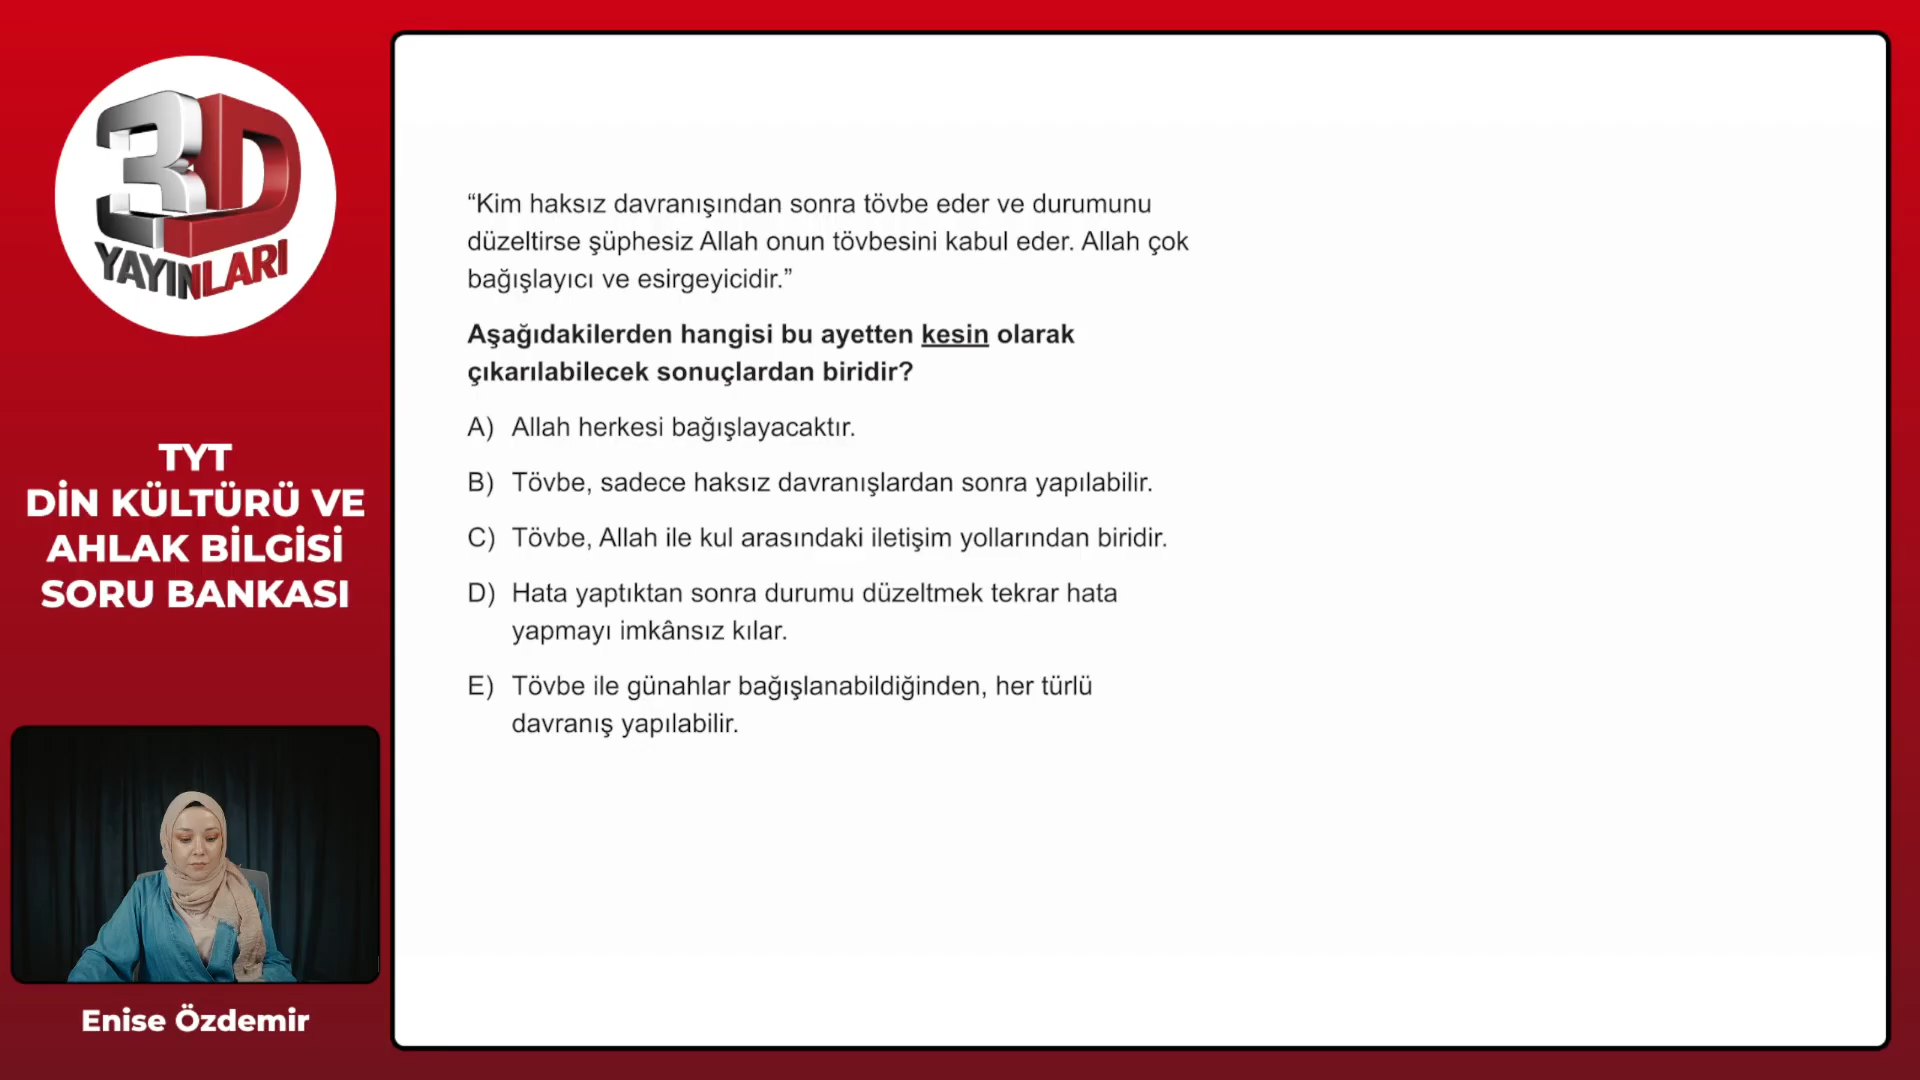 3D
YAYINLARI
TYT
DİN KÜLTÜRÜ VE
AHLAK BİLGİSİ
SORU BANKASI
Enise Özdemir
“Kim haksız davranışından sonra tövbe eder ve durumunu
düzeltirse şüphesiz Allah onun tövbesini kabul eder. Allah çok
bağışlayıcı ve esirgeyicidir.”
Aşağıdakilerden hangisi bu ayetten kesin olarak
çıkarılabilecek sonuçlardan biridir?
A) Allah herkesi bağışlayacaktır.
B) Tövbe, sadece haksız davranışlardan sonra yapılabilir.
C) Tövbe, Allah ile kul arasındaki iletişim yollarından biridir.
D) Hata yaptıktan sonra durumu düzeltmek tekrar hata
yapmayı imkânsız kılar.
E) Tövbe ile günahlar bağışlanabildiğinden, her türlü
davranış yapılabilir.